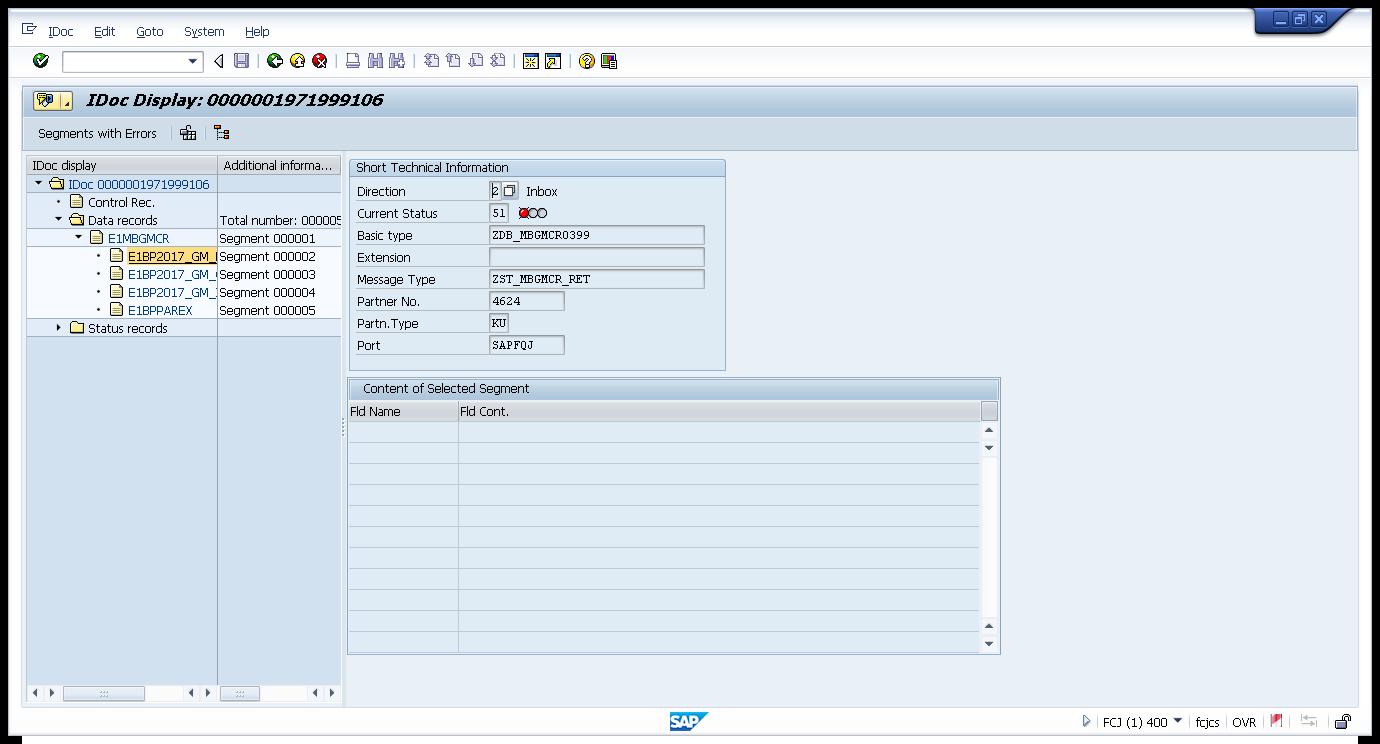 IDoc Edit Goto System Help
IDoc Display: 0000001971999106
Segments with Errors
IDoc display Additional informa...
IDoc 0000001971999106
Control Rec.
Data records Total number: 000005
E1MBGMCR Segment 000001
E1BP2017_GM_ Segment 000002
E1BP2017_GM_ Segment 000003
E1BP2017_GM_ Segment 000004
E1BPPAREX Segment 000005
Status records
Short Technical Information
Direction 2 Inbox
Current Status 51
Basic type ZDB_MBGMCR0399
Extension
Message Type ZST_MBGMCR_RET
Partner No. 4624
Partn.Type KU
Port SAPFQJ
Content of Selected Segment
Fld Name Fld Cont.
SAP
FCJ (1) 400 fcjcs OVR